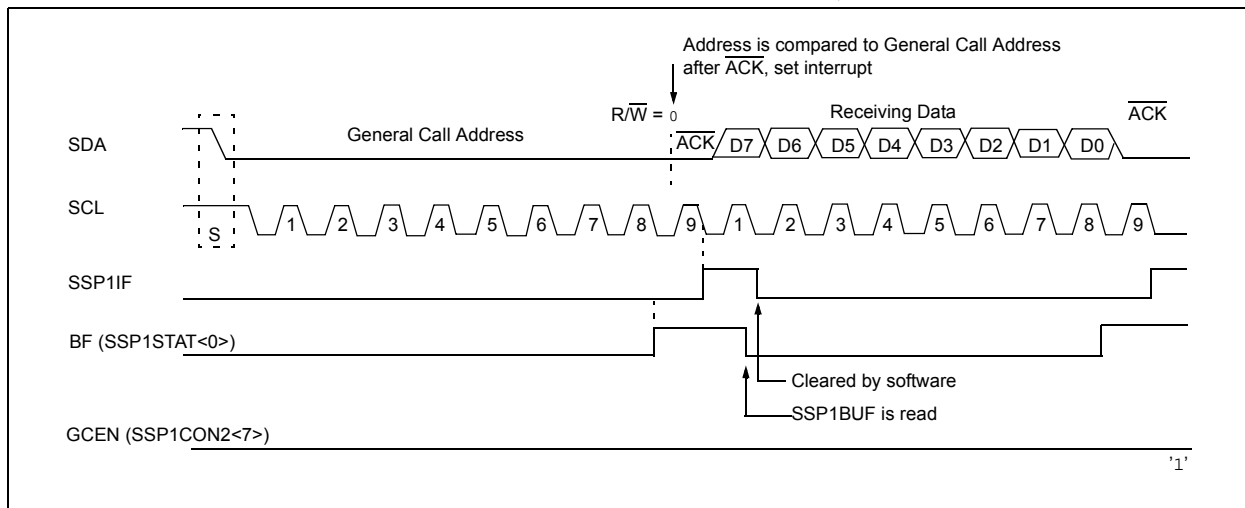 Address is compared to General Call Address
after A̅C̅K̅, set interrupt
R/W̅ = 0
Receiving Data
A̅C̅K̅
General Call Address
SDA
A̅C̅K̅ D7 D6 D5 D4 D3 D2 D1 D0
SCL
S
1 2 3 4 5 6 7 8 9 1 2 3 4 5 6 7 8 9
SSP1IF
BF (SSP1STAT<0>)
Cleared by software
SSP1BUF is read
GCEN (SSP1CON2<7>)
'1'